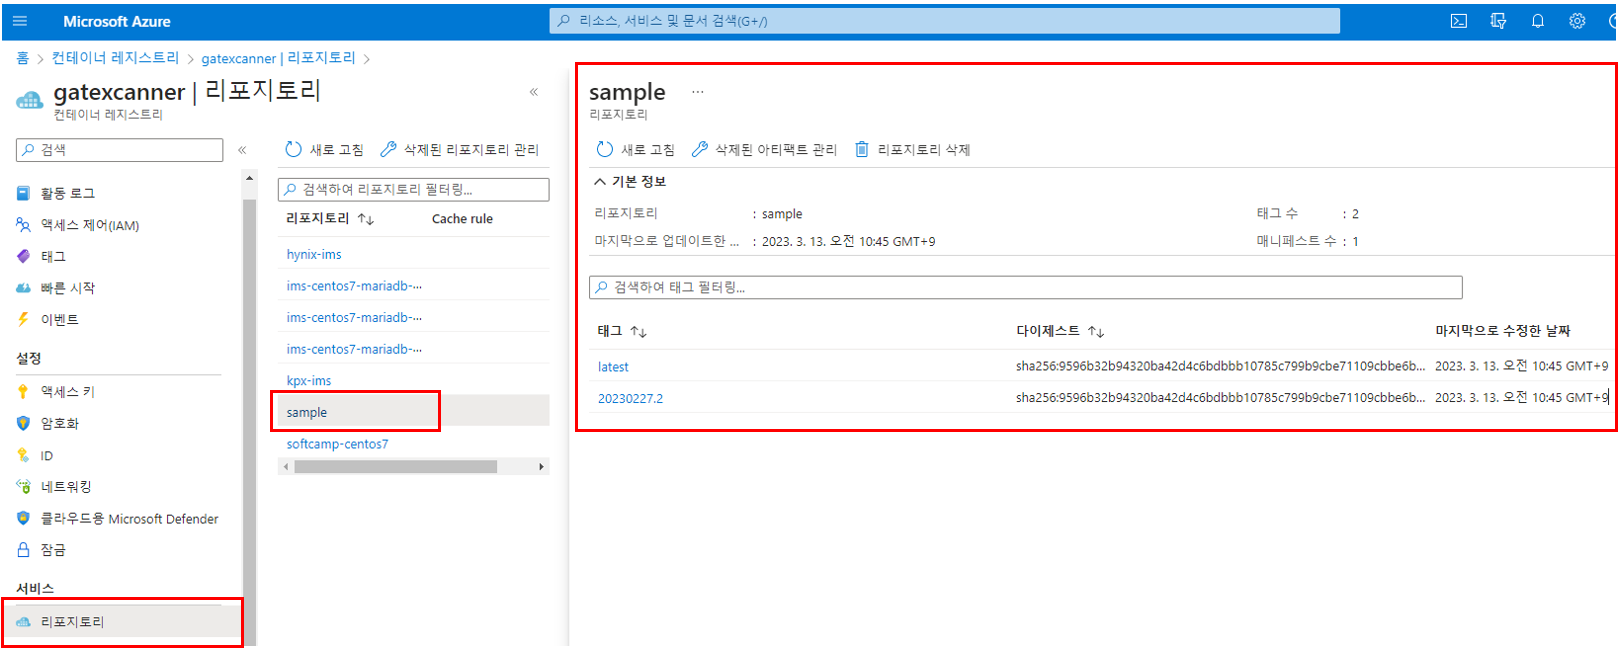 Microsoft Azure
리소스, 서비스 및 문서 검색(G+/)
홈 > 컨테이너 레지스트리 > gatexcanner | 리포지토리 >
gatexcanner | 리포지토리
컨테이너 레지스트리
«
검색
«
활동 로그
액세스 제어(IAM)
태그
빠른 시작
이벤트
설정
액세스 키
암호화
ID
네트워킹
클라우드용 Microsoft Defender
잠금
서비스
리포지토리
새로 고침 삭제된 리포지토리 관리
검색하여 리포지토리 필터링...
리포지토리 ↑↓ Cache rule
hynix-ims
ims-centos7-mariadb-...
ims-centos7-mariadb-...
ims-centos7-mariadb-...
kpx-ims
sample
softcamp-centos7
sample ...
리포지토리
새로 고침 삭제된 아티팩트 관리 리포지토리 삭제
기본 정보
리포지토리 : sample 태그 수 : 2
마지막으로 업데이트한 ... : 2023. 3. 13. 오전 10:45 GMT+9 매니페스트 수 : 1
검색하여 태그 필터링...
태그 ↑↓ 다이제스트 ↑↓ 마지막으로 수정한 날짜
latest sha256:9596b32b94320ba42d4c6bdbbb10785c799b9cbe71109cbbe6b... 2023. 3. 13. 오전 10:45 GMT+9
20230227.2 sha256:9596b32b94320ba42d4c6bdbbb10785c799b9cbe71109cbbe6b... 2023. 3. 13. 오전 10:45 GMT+9